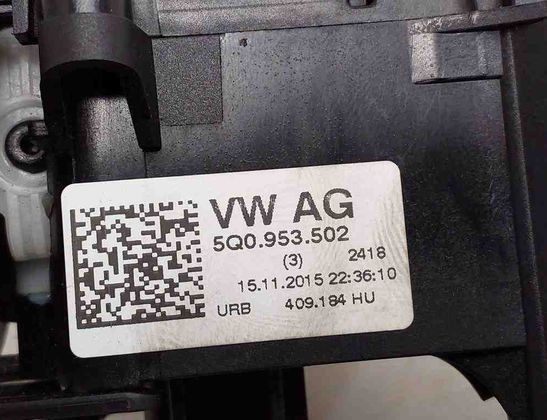 VW AG
5Q0.953.502
(3) 2418
15.11.2015 22:36:10
URB 409.184 HU